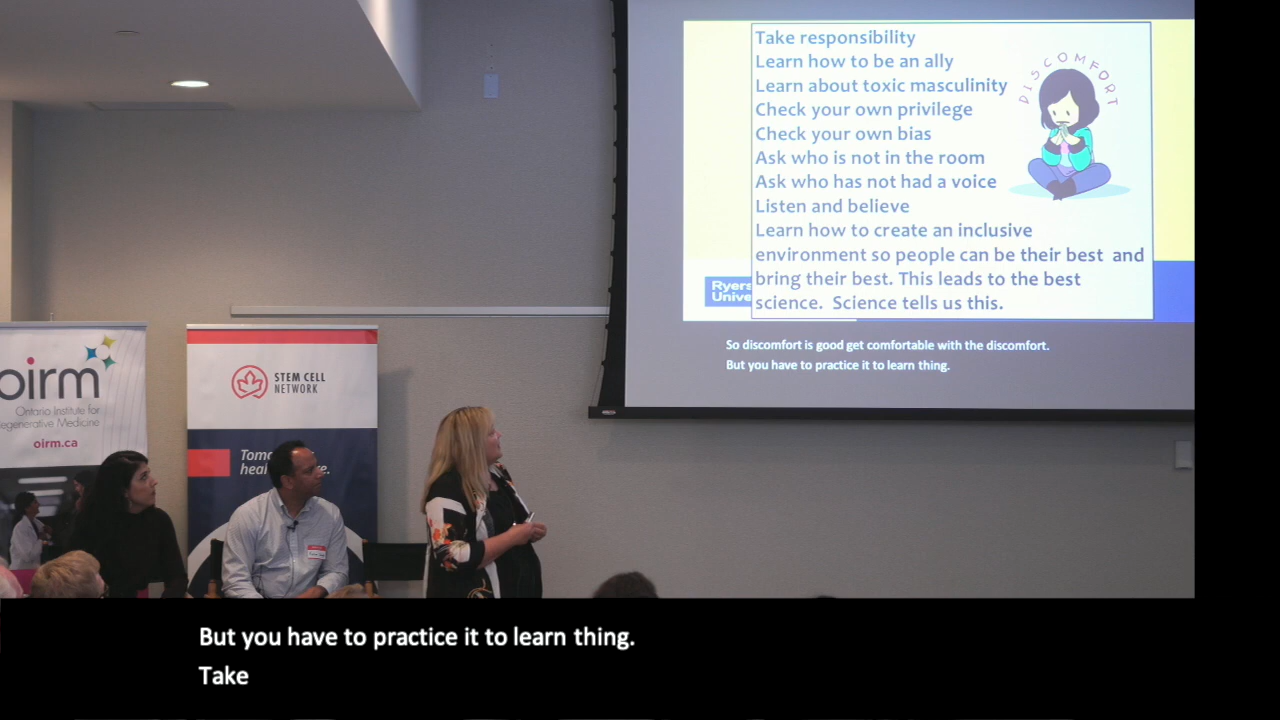 Take responsibility
Learn how to be an ally
Learn about toxic masculinity
Check your own privilege
Check your own bias
Ask who is not in the room
Ask who has not had a voice
Listen and believe
Learn how to create an inclusive
environment so people can be their best and
bring their best. This leads to the best
science. Science tells us this.
DISCOMFORT
Ryers
Unive
So discomfort is good get comfortable with the discomfort.
But you have to practice it to learn thing.
oirm
Ontario Institute for
egenerative Medicine
oirm.ca
STEM CELL
NETWORK
But you have to practice it to learn thing.
Take